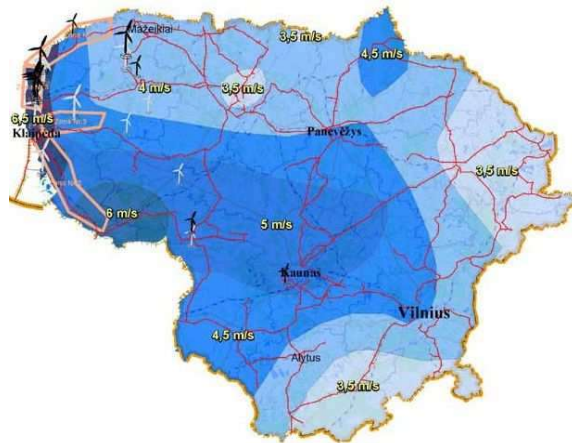 3,5 m/s
Mažeikiai
4,5 m/s
4 m/s
3,5 m/s
6,5 m/s
Klaipėda
Panevėžys
3,5 m/s
6 m/s
5 m/s
Kaunas
Vilnius
4,5 m/s
Alytus
3,5 m/s